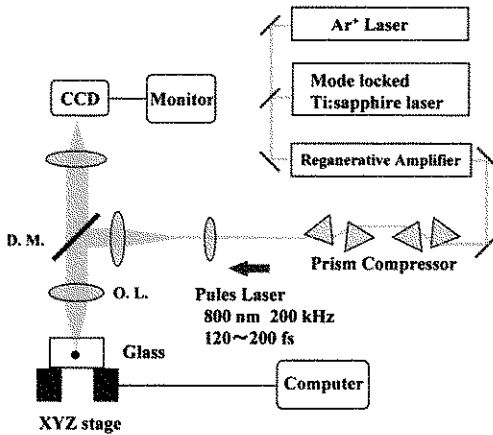 Ar⁺ Laser
Mode locked
Ti:sapphire laser
Reganerative Amplifier
CCD
Monitor
D. M.
O. L.
Prism Compressor
Pules Laser
800 nm 200 kHz
120～200 fs
Glass
Computer
XYZ stage